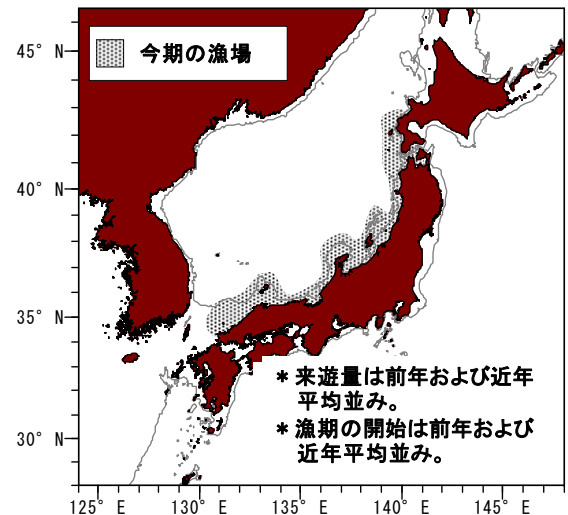 今期の漁場
45° N
40° N
35° N
30° N
＊来遊量は前年および近年
平均並み。
＊漁期の開始は前年および
近年平均並み。
125° E 130° E 135° E 140° E 145° E